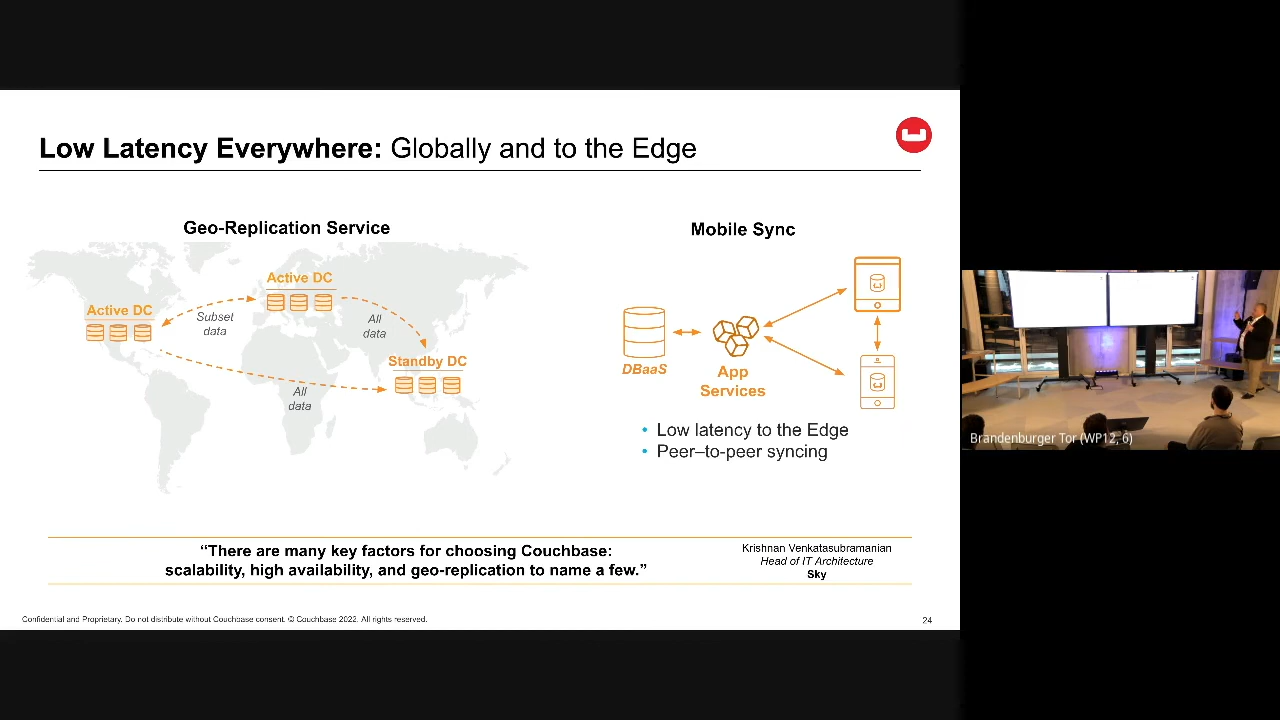 Low Latency Everywhere: Globally and to the Edge
Geo-Replication Service
Active DC
Active DC
Subset
data
All
data
Standby DC
All
data
Mobile Sync
DBaaS
App
Services
• Low latency to the Edge
• Peer–to-peer syncing
“There are many key factors for choosing Couchbase:
scalability, high availability, and geo-replication to name a few.”
Krishnan Venkatasubramanian
Head of IT Architecture
Sky
Confidential and Proprietary. Do not distribute without Couchbase consent. © Couchbase 2022. All rights reserved.
24
Brandenburger Tor (WP12, 6)